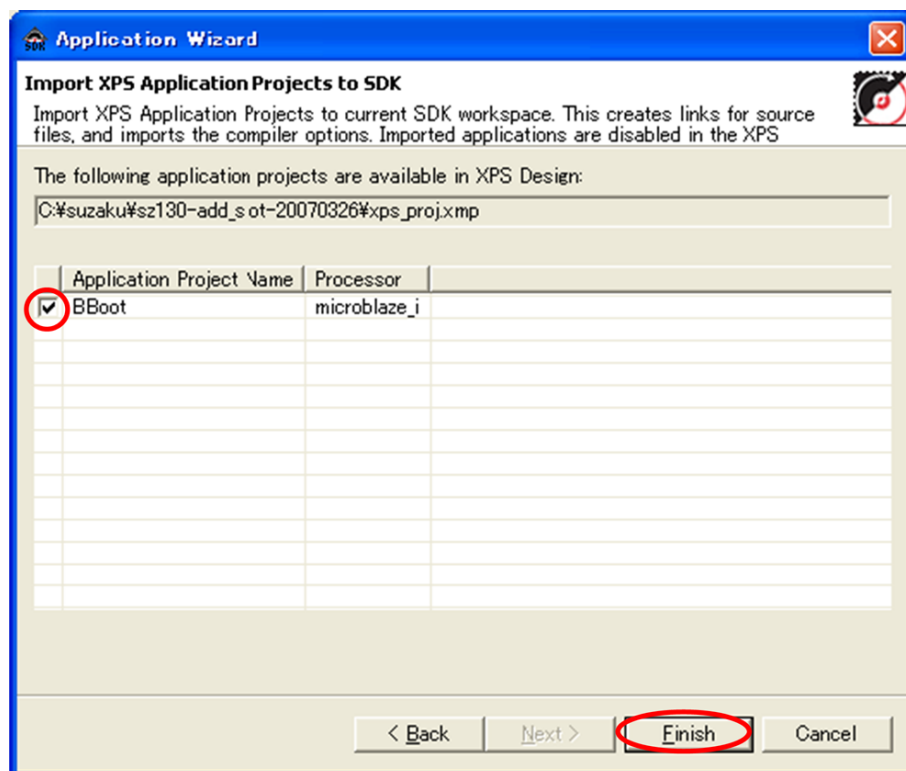 SDK Application Wizard
Import XPS Application Projects to SDK
Import XPS Application Projects to current SDK workspace. This creates links for source
files, and imports the compiler options. Imported applications are disabled in the XPS
The following application projects are available in XPS Design:
C:¥suzaku¥sz130-add_s ot-20070326¥xps_proj.xmp
Application Project Name Processor
BBoot microblaze_i
< Back Next > Finish Cancel